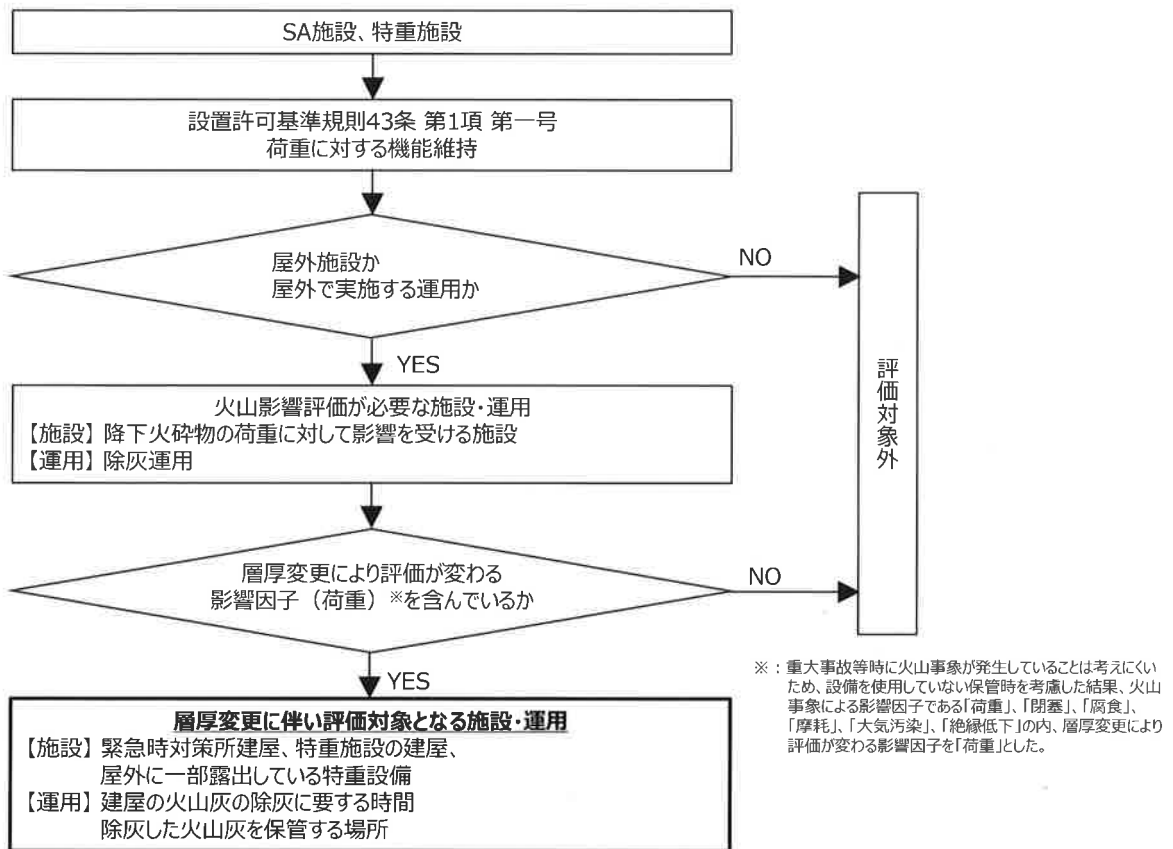 SA施設、特重施設
設置許可基準規則43条 第1項 第一号
荷重に対する機能維持
屋外施設か
屋外で実施する運用か
NO
YES
火山影響評価が必要な施設・運用
【施設】降下火砕物の荷重に対して影響を受ける施設
【運用】除灰運用
評価対象外
層厚変更により評価が変わる
影響因子（荷重）※を含んでいるか
NO
YES
層厚変更に伴い評価対象となる施設・運用
【施設】緊急時対策所建屋、特重施設の建屋、
屋外に一部露出している特重設備
【運用】建屋の火山灰の除灰に要する時間
除灰した火山灰を保管する場所
※：重大事故等時に火山事象が発生していることは考えにくい
ため、設備を使用していない保管時を考慮した結果、火山
事象による影響因子である「荷重」、「閉塞」、「腐食」、
「摩耗」、「大気汚染」、「絶縁低下」の内、層厚変更により
評価が変わる影響因子を「荷重」とした。